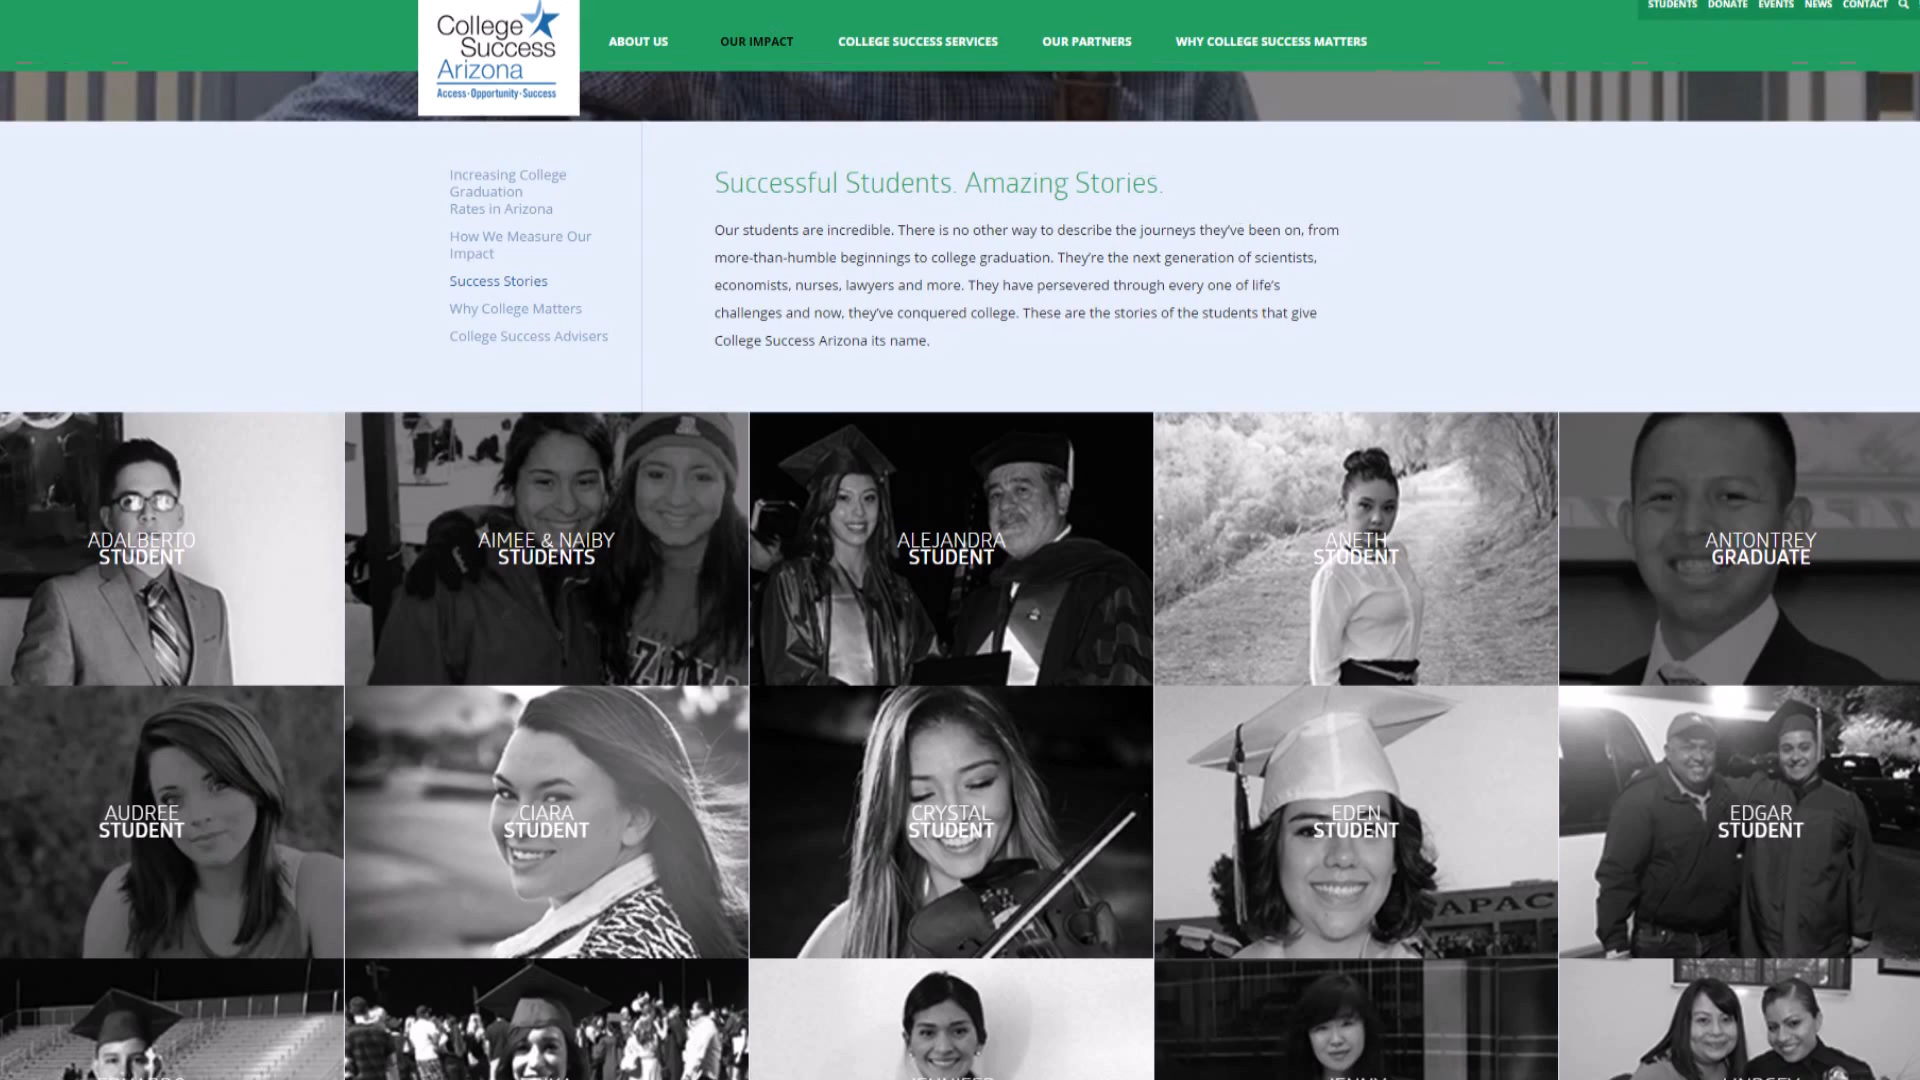 STUDENTS DONATE EVENTS NEWS CONTACT
College
Success
Arizona
Access·Opportunity·Success
ABOUT US
OUR IMPACT
COLLEGE SUCCESS SERVICES
OUR PARTNERS
WHY COLLEGE SUCCESS MATTERS
Increasing College
Graduation
Rates in Arizona
How We Measure Our
Impact
Success Stories
Why College Matters
College Success Advisers
Successful Students. Amazing Stories.
Our students are incredible. There is no other way to describe the journeys they’ve been on, from
more-than-humble beginnings to college graduation. They’re the next generation of scientists,
economists, nurses, lawyers and more. They have persevered through every one of life’s
challenges and now, they’ve conquered college. These are the stories of the students that give
College Success Arizona its name.
ADALBERTO
STUDENT
AIMEE & NAIBY
STUDENTS
ALEJANDRA
STUDENT
ANETH
STUDENT
ANTONTREY
GRADUATE
AUDREE
STUDENT
CIARA
STUDENT
CRYSTAL
STUDENT
EDEN
STUDENT
APAC
EDGAR
STUDENT
JENNIFER
JENNY
LINDSEY